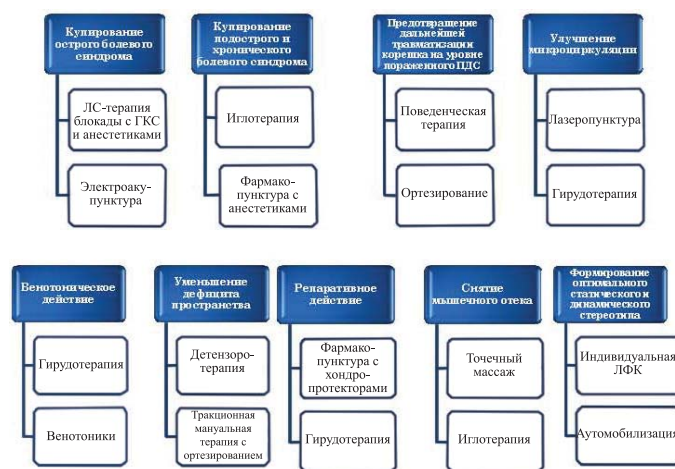 Купирование
острого болевого
синдрома
ЛС-терапия
блокады с ГКС
и анестетиками
Электроаку-
пунктура
Купирование
подострого и
хронического
болевого синдрома
Иглотерапия
Фармако-
пунктура с
анестетиками
Предотвращение
дальнейшей
травматизации
корешка на уровне
пораженного ПДС
Поведенческая
терапия
Ортезирование
Улучшение
микроциркуляции
Лазеропунктура
Гирудотерапия
Венотоническое
действие
Гирудотерапия
Венотоники
Уменьшение
дефицита
пространства
Детензоро-
терапия
Тракционная
мануальная
терапия с
ортезированием
Репаративное
действие
Фармако-
пунктура с
хондро-
протекторами
Гирудотерапия
Снятие
мышечного отека
Точечный
массаж
Иглотерапия
Формирование
оптимального
статического и
динамического
стереотипа
Индивидуальная
ЛФК
Автомобилизация